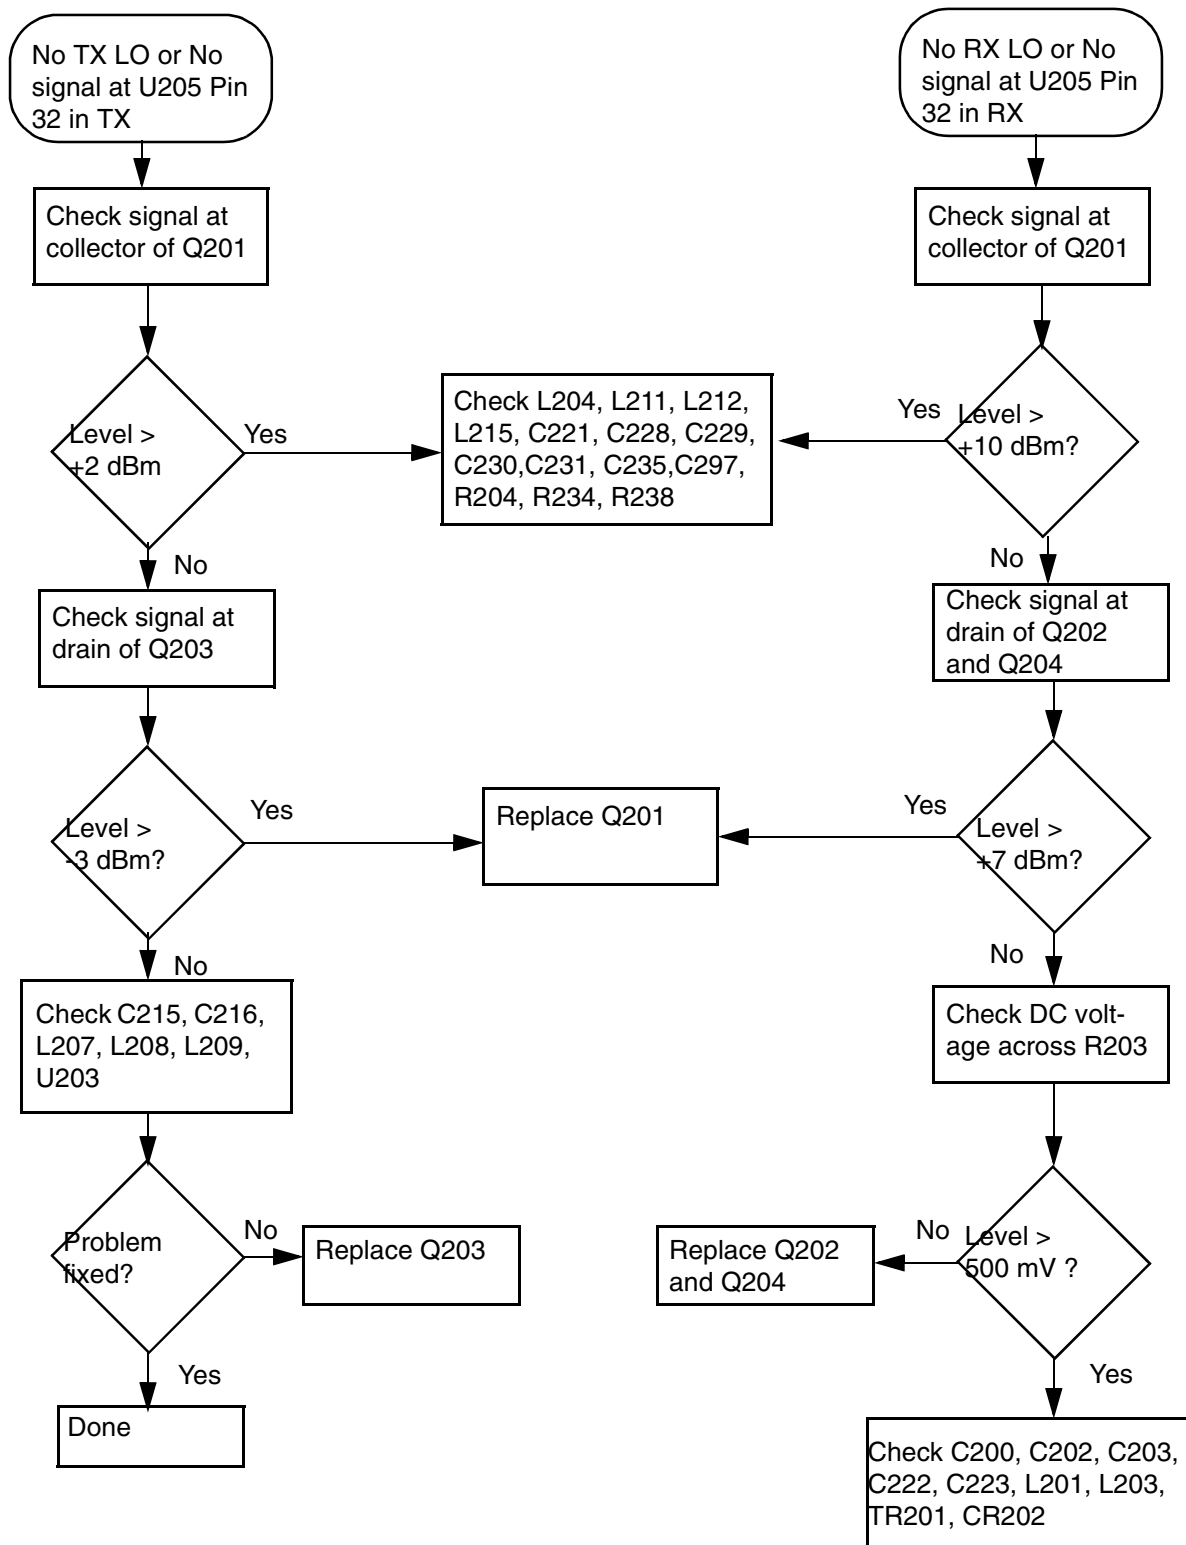 No TX LO or No
signal at U205 Pin
32 in TX
No RX LO or No
signal at U205 Pin
32 in RX
Check signal at
collector of Q201
Check signal at
collector of Q201
Level >
+2 dBm
Yes
Check L204, L211, L212,
L215, C221, C228, C229,
C230,C231, C235,C297,
R204, R234, R238
Yes
Level >
+10 dBm?
No
No
Check signal at
drain of Q203
Check signal at
drain of Q202
and Q204
Level >
-3 dBm?
Yes
Replace Q201
Yes
Level >
+7 dBm?
No
No
Check C215, C216,
L207, L208, L209,
U203
Check DC volt-
age across R203
Problem
fixed?
No
Replace Q203
Replace Q202
and Q204
No
Level >
500 mV ?
Yes
Yes
Done
Check C200, C202, C203,
C222, C223, L201, L203,
TR201, CR202